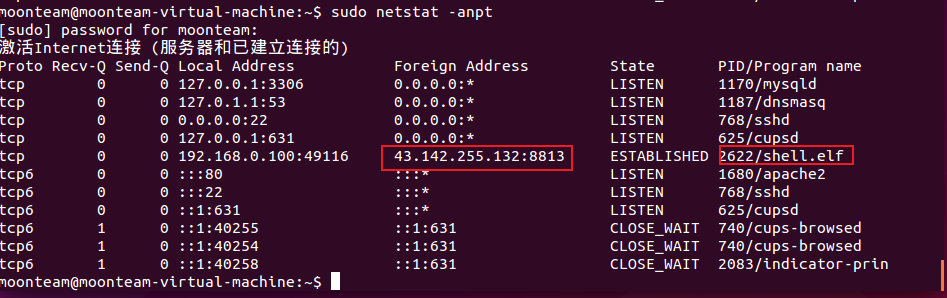 moonteam@moonteam-virtual-machine:~$ sudo netstat -anpt
[sudo] password for moonteam:
激活Internet连接 (服务器和已建立连接的)
Proto Recv-Q Send-Q Local Address Foreign Address State PID/Program name
tcp 0 0 127.0.0.1:3306 0.0.0.0:* LISTEN 1170/mysqld
tcp 0 0 127.0.1.1:53 0.0.0.0:* LISTEN 1187/dnsmasq
tcp 0 0 0.0.0.0:22 0.0.0.0:* LISTEN 768/sshd
tcp 0 0 127.0.0.1:631 0.0.0.0:* LISTEN 625/cupsd
tcp 0 0 192.168.0.100:49116 43.142.255.132:8813 ESTABLISHED 2622/shell.elf
tcp6 0 0 :::80 :::* LISTEN 1680/apache2
tcp6 0 0 :::22 :::* LISTEN 768/sshd
tcp6 0 0 ::1:631 :::* LISTEN 625/cupsd
tcp6 1 0 ::1:40255 ::1:631 CLOSE_WAIT 740/cups-browsed
tcp6 1 0 ::1:40254 ::1:631 CLOSE_WAIT 740/cups-browsed
tcp6 1 0 ::1:40258 ::1:631 CLOSE_WAIT 2083/indicator-prin
moonteam@moonteam-virtual-machine:~$